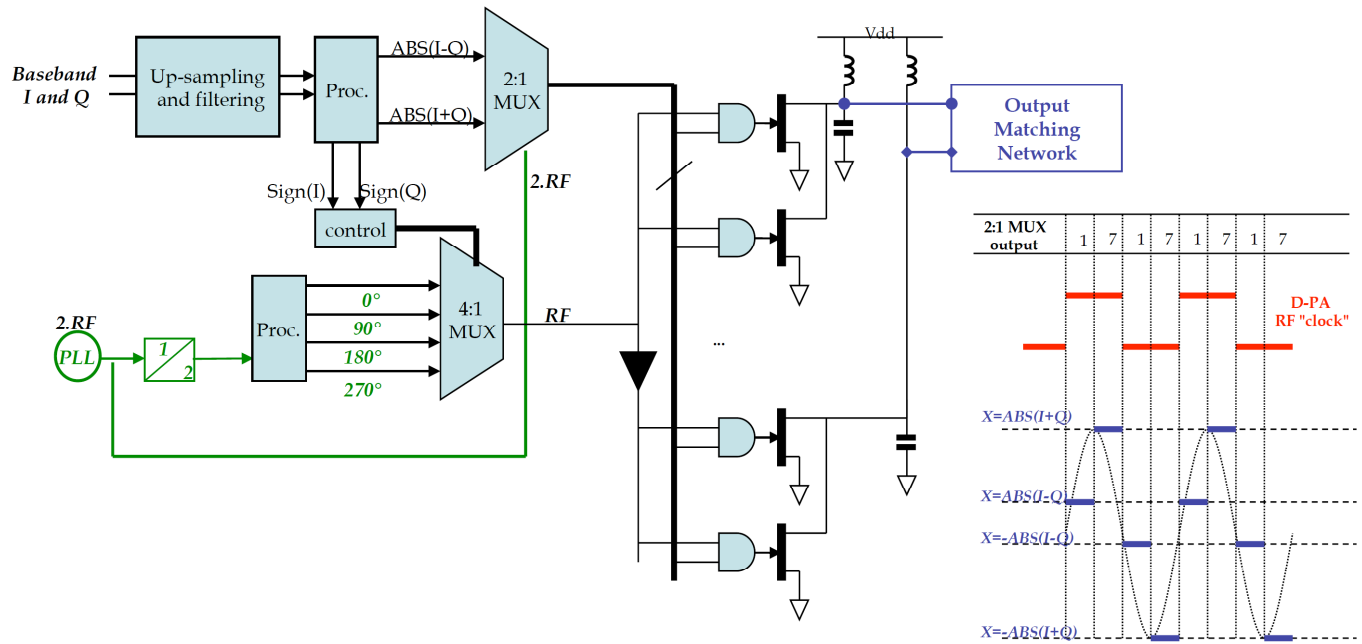 Baseband
I and Q
Up-sampling
and filtering
Proc.
ABS(I-Q)
ABS(I+Q)
2:1
MUX
Sign(I)
Sign(Q)
2.RF
control
Vdd
Output
Matching
Network
2.RF
PLL
1
2
Proc.
0°
90°
180°
270°
4:1
MUX
RF
...
2:1 MUX
output
1 7 1 7 1 7 1 7
D-PA
RF "clock"
X=ABS(I+Q)
X=ABS(I-Q)
X=-ABS(I-Q)
X=-ABS(I+Q)